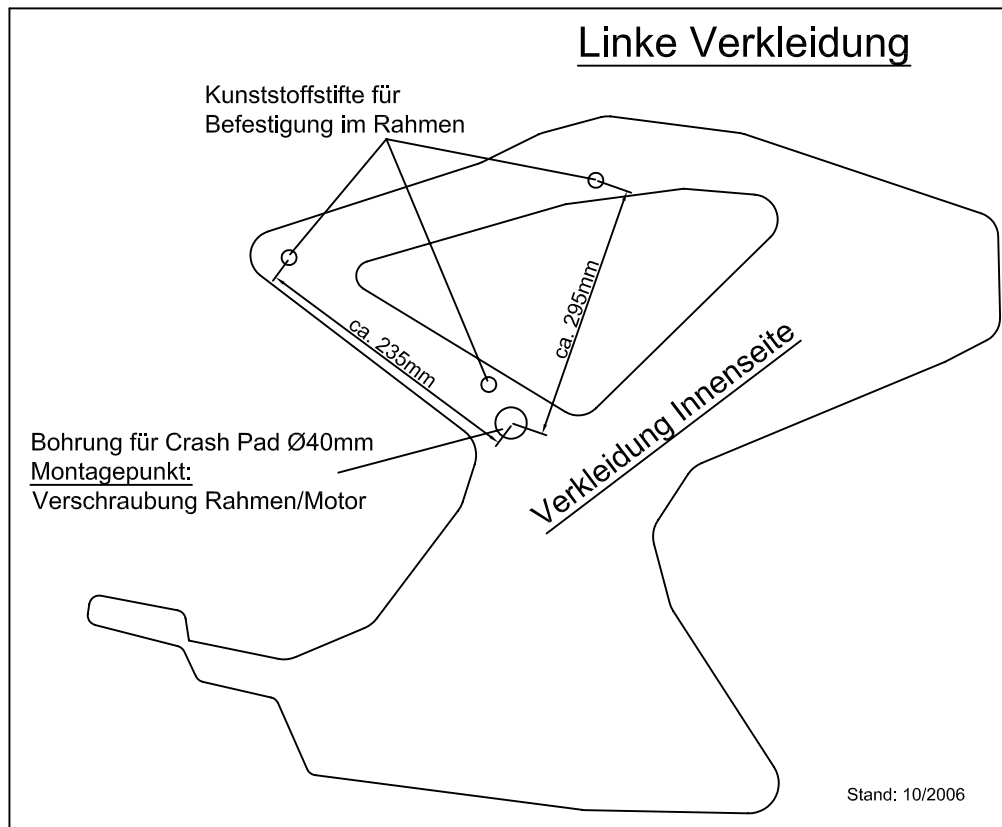 Linke Verkleidung
Kunststoffstifte für
Befestigung im Rahmen
ca. 235mm
ca. 295mm
Verkleidung Innenseite
Bohrung für Crash Pad Ø40mm
Montagepunkt:
Verschraubung Rahmen/Motor
Stand: 10/2006